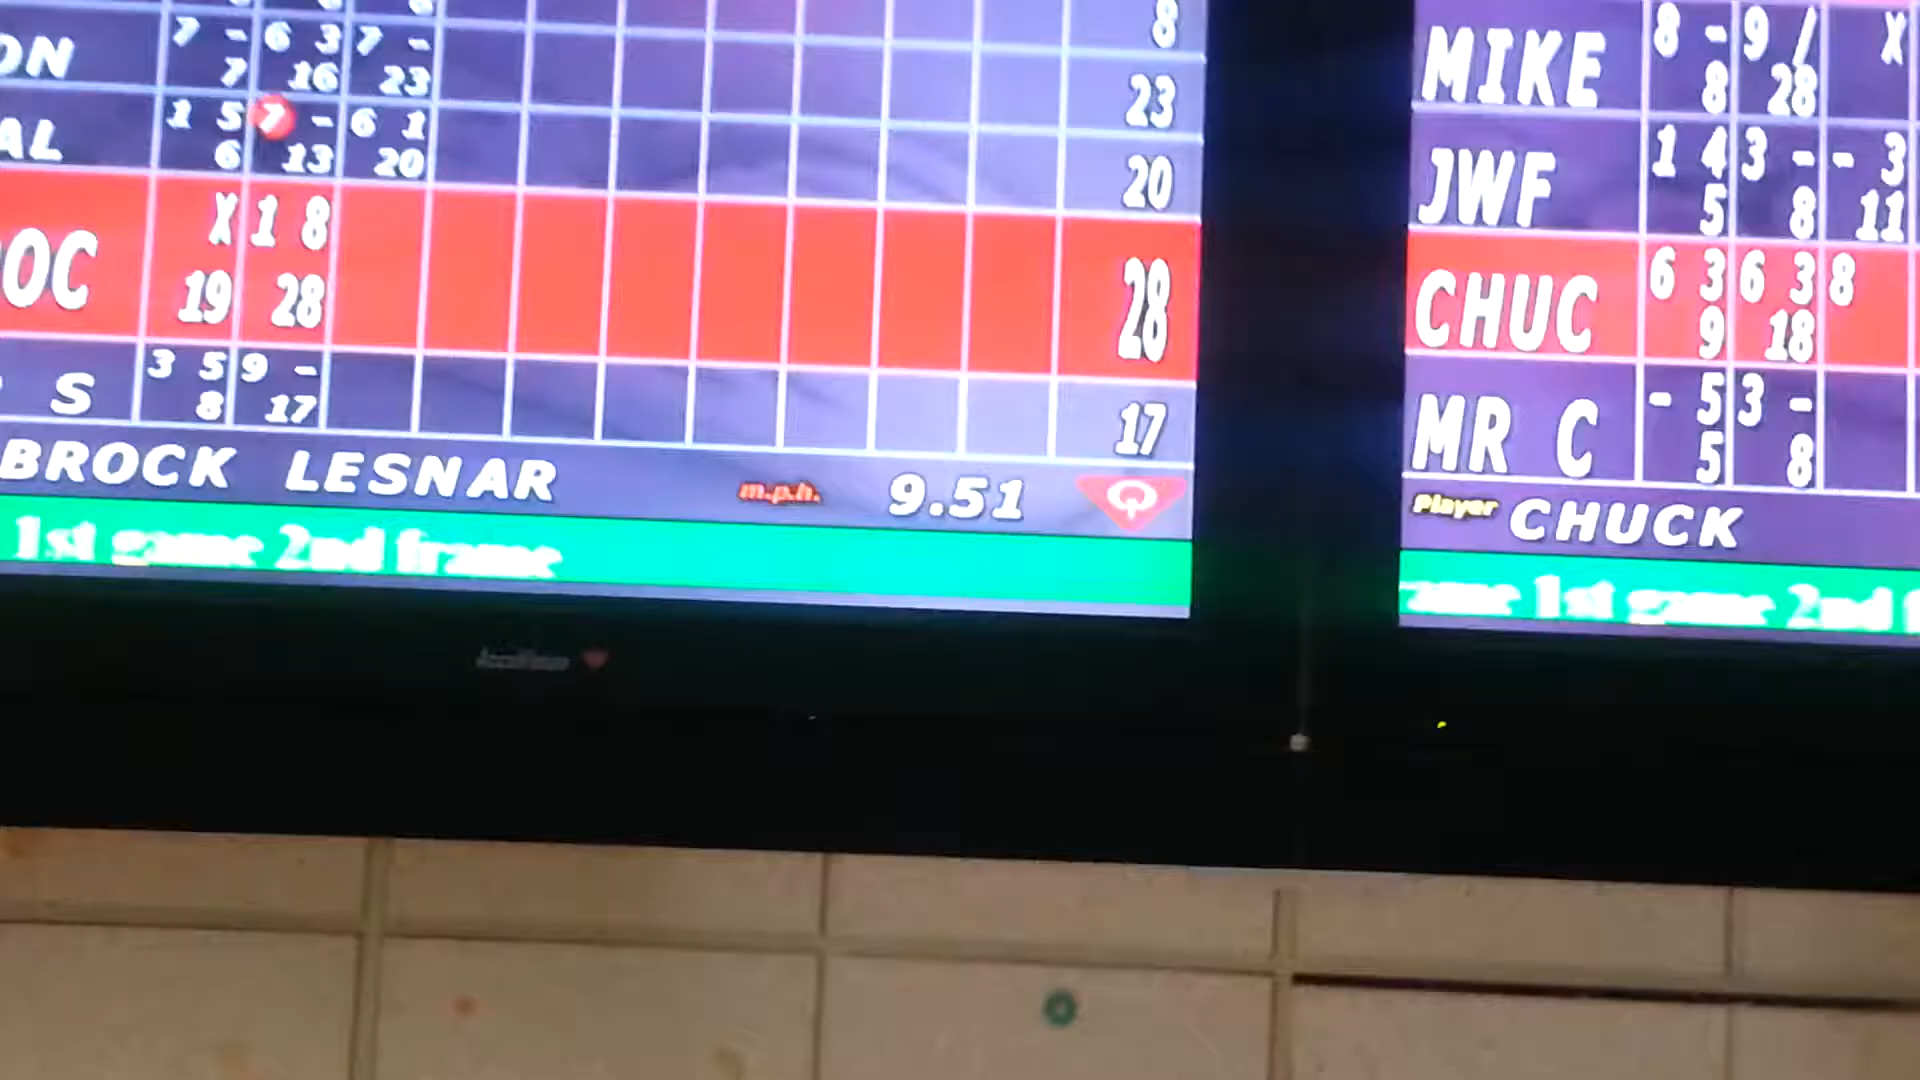 8
ON 7 - 6 3 7 - 23
7 16 23
AL 1 5 7 - 6 1 20
6 13 20
OC X 1 8 28
19 28
S 3 5 9 - 17
8 17
BROCK LESNAR m.p.h. 9.51
1st game 2nd frame
MIKE 8 - 9 / X
8 28
JWF 1 4 3 - - 3
5 8 11
CHUC 6 3 6 3 8
9 18
MR C - 5 3 -
5 8
Player CHUCK
ame 1st game 2nd f